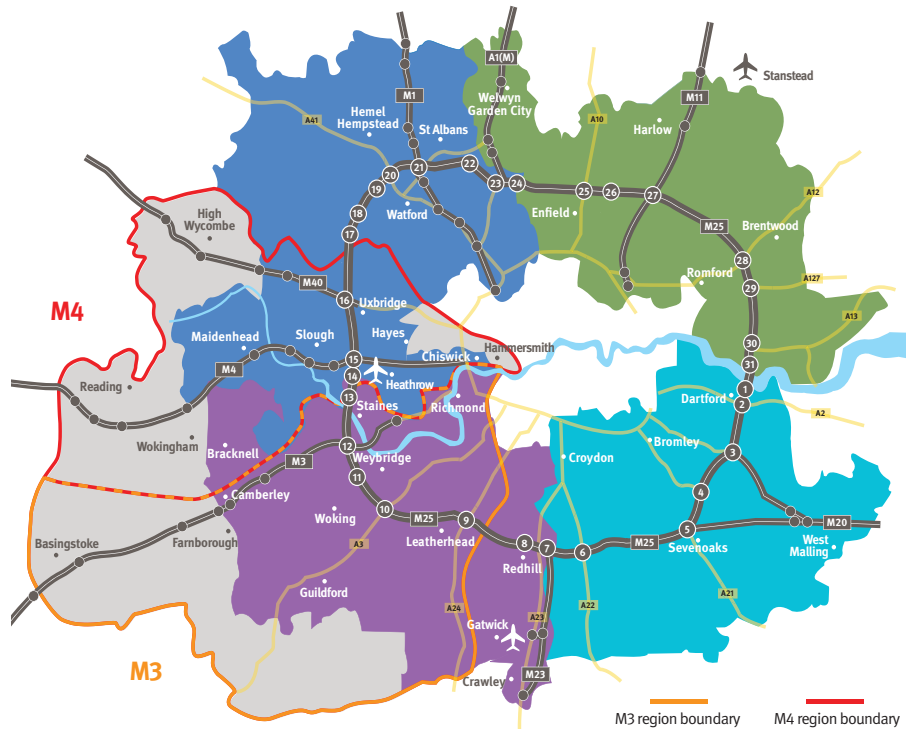 A1(M)
M1
Stanstead
M11
Welwyn
Garden City
Hemel
Hempstead
A41
A10
St Albans
Harlow
21
22
20
19
23
24
25
26
27
A12
18
Watford
Enfield
High
Wycombe
17
M25
Brentwood
28
Romford
A127
M40
29
16
Uxbridge
M4
A13
Maidenhead
Slough
Hayes
30
Chiswick
Hammersmith
15
31
M4
14
Heathrow
Reading
13
Staines
Richmond
Dartford
1
2
A2
Wokingham
Bracknell
12
M3
Weybridge
Bromley
Croydon
3
11
Camberley
4
Woking
10
M25
9
5
M20
Basingstoke
Farnborough
A3
Leatherhead
8
7
6
M25
Sevenoaks
West
Malling
Redhill
Guildford
A24
A23
A22
A21
Gatwick
M3
Crawley
M23
M3 region boundary
M4 region boundary